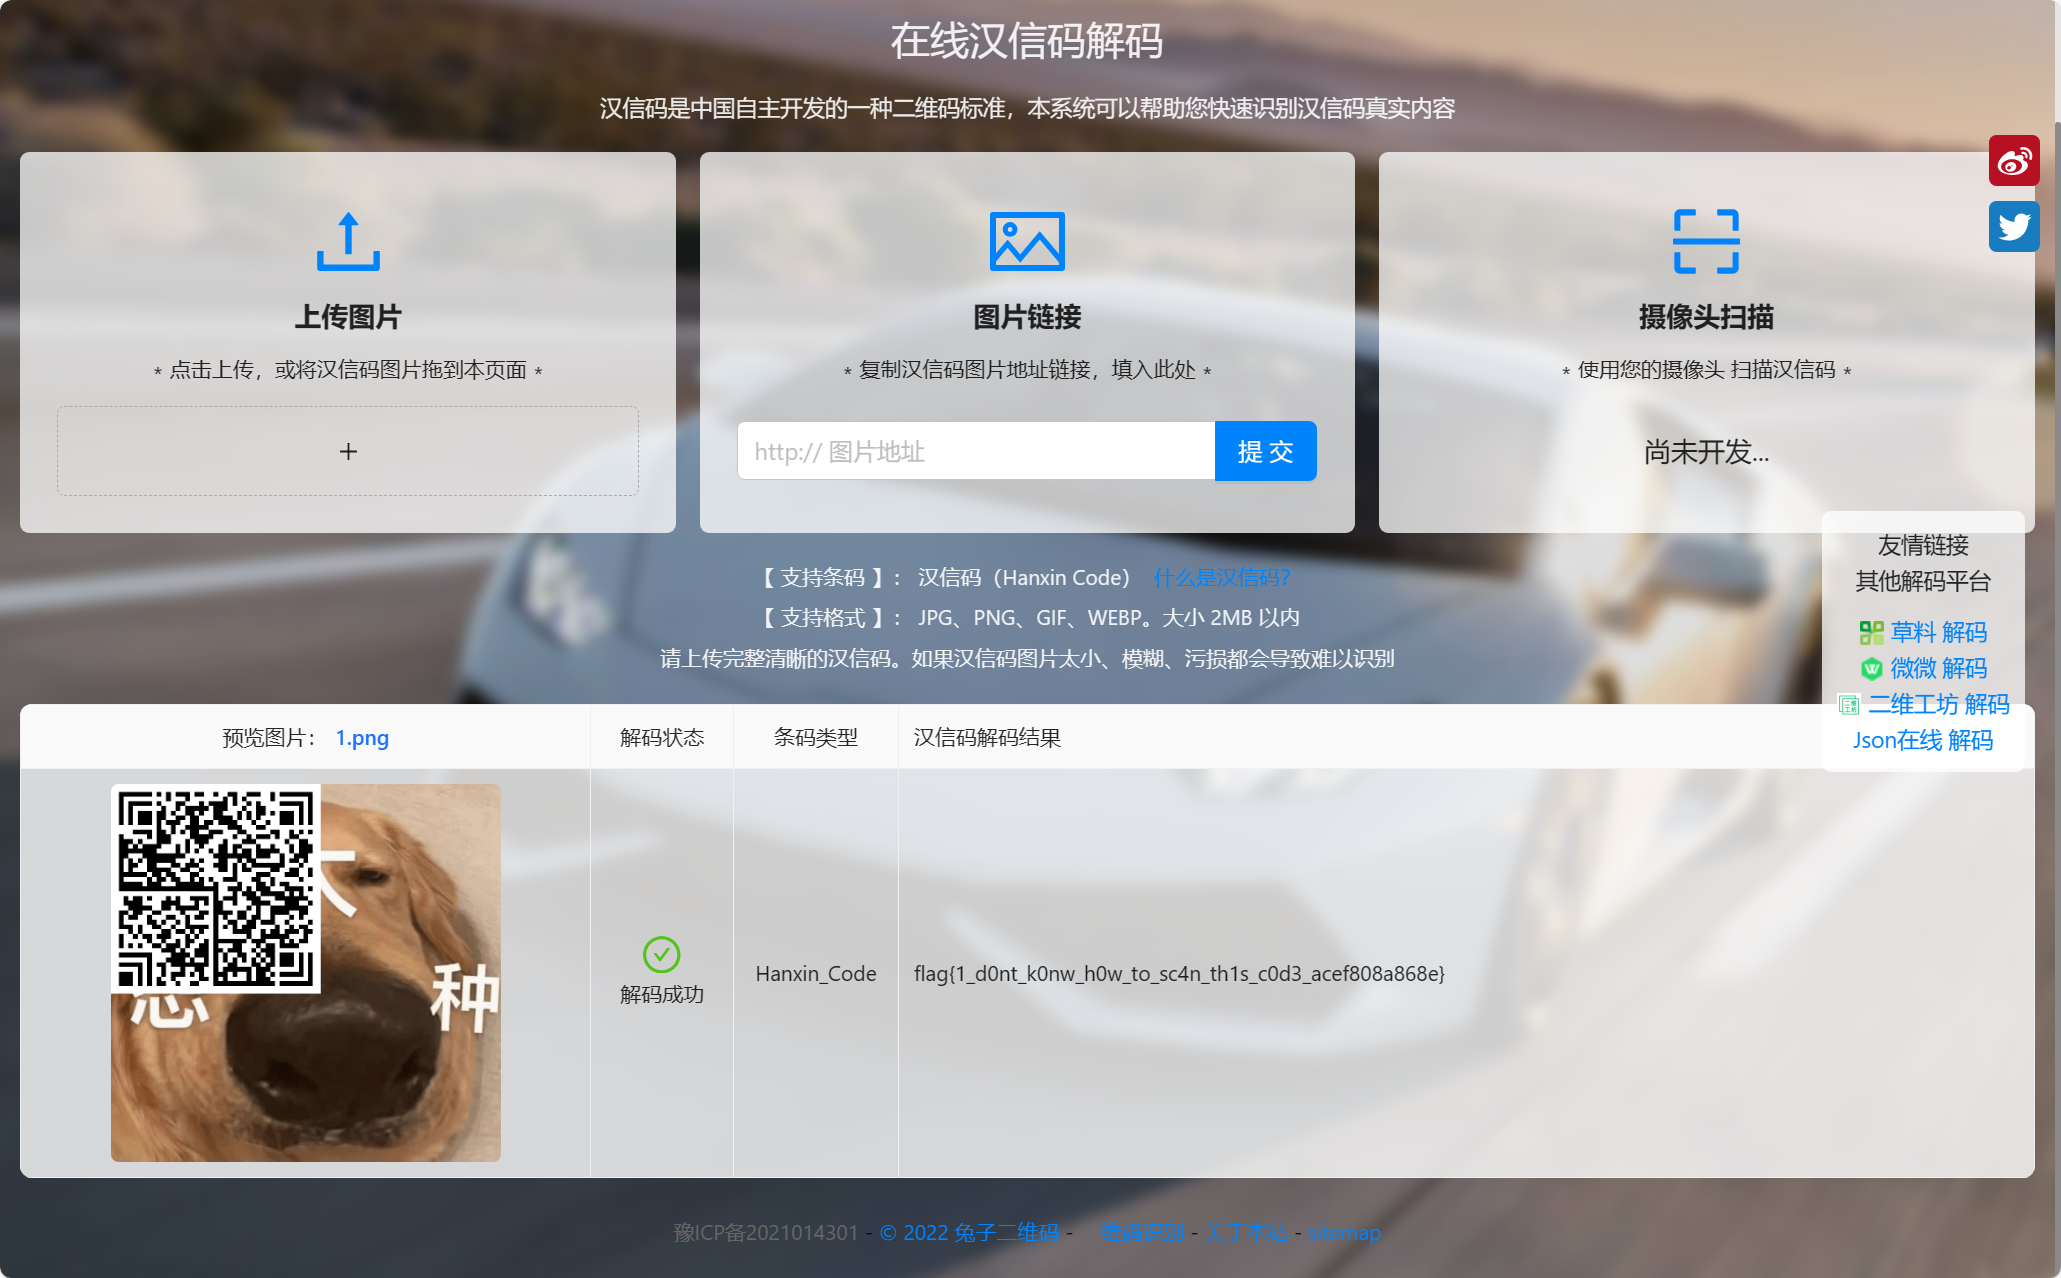 在线汉信码解码
汉信码是中国自主开发的一种二维码标准，本系统可以帮助您快速识别汉信码真实内容
上传图片
* 点击上传，或将汉信码图片拖到本页面 *
+
图片链接
* 复制汉信码图片地址链接，填入此处 *
http:// 图片地址
提 交
摄像头扫描
* 使用您的摄像头 扫描汉信码 *
尚未开发...
【 支持条码 】： 汉信码（Hanxin Code） 什么是汉信码？
【 支持格式 】： JPG、PNG、GIF、WEBP。大小 2MB 以内
请上传完整清晰的汉信码。如果汉信码图片太小、模糊、污损都会导致难以识别
友情链接
其他解码平台
草料 解码
微微 解码
二维工坊 解码
Json在线 解码
预览图片： 1.png
解码状态
条码类型
汉信码解码结果
种
解码成功
Hanxin_Code
flag{1_d0nt_k0nw_h0w_to_sc4n_th1s_c0d3_acef808a868e}
豫ICP备2021014301 - © 2022 兔子二维码 - 二维码识别 - 关于本站 - sitemap